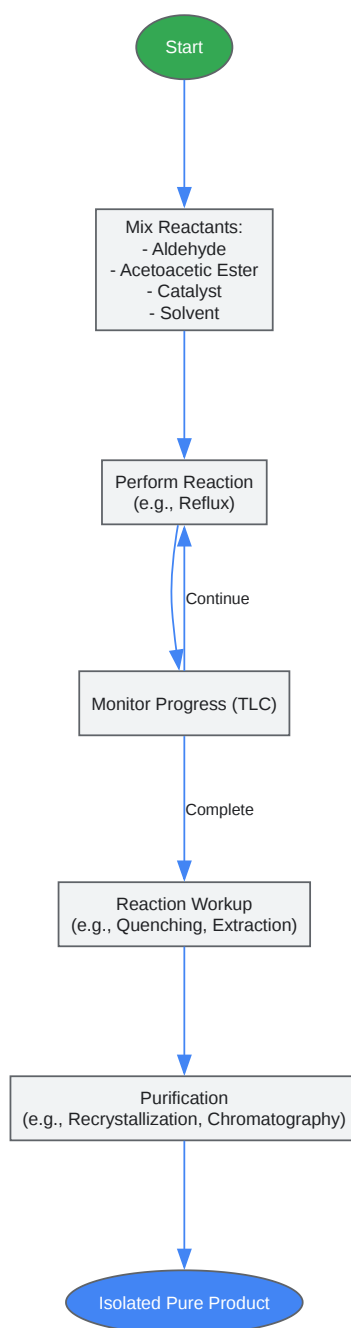 Start
Mix Reactants:
- Aldehyde
- Acetoacetic Ester
- Catalyst
- Solvent
Perform Reaction
(e.g., Reflux)
Continue
Monitor Progress (TLC)
Complete
Reaction Workup
(e.g., Quenching, Extraction)
Purification
(e.g., Recrystallization, Chromatography)
Isolated Pure Product